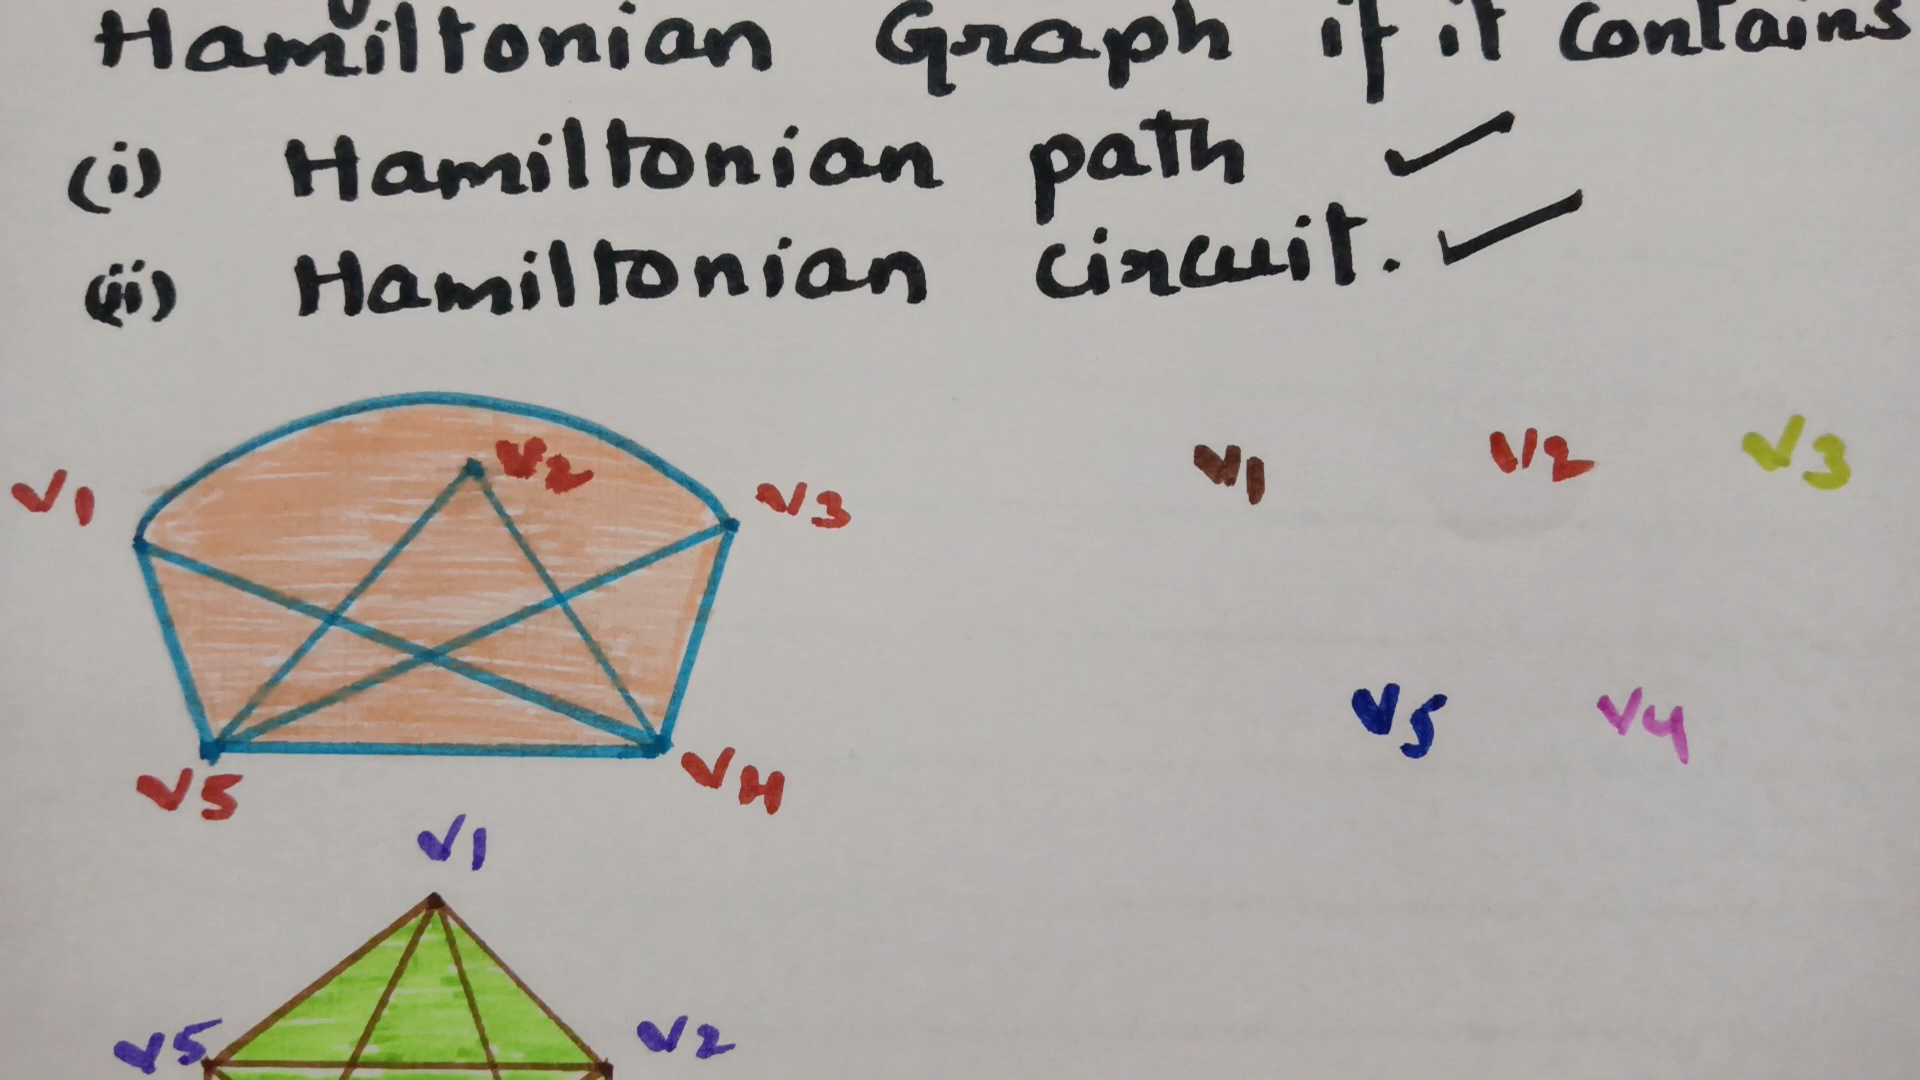 Hamiltonian Graph if it contains
(i) Hamiltonian path
(ii) Hamiltonian circuit.
v1 v2 v3
v1 v2 v3
v5 v4
v5 v4
v1
v5 v2